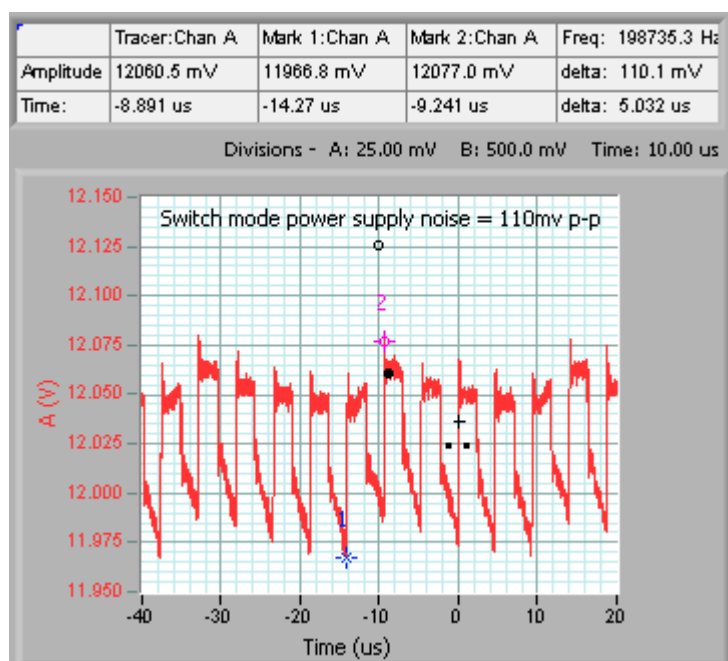 Tracer:Chan A Mark 1:Chan A Mark 2:Chan A Freq: 198735.3 Hz
Amplitude 12060.5 mV 11966.8 mV 12077.0 mV delta: 110.1 mV
Time: -8.891 us -14.27 us -9.241 us delta: 5.032 us
Divisions - A: 25.00 mV B: 500.0 mV Time: 10.00 us
12.150
Switch mode power supply noise = 110mv p-p
12.125
12.100
2
12.075
12.050
A (V)
12.025
12.000
1
11.975
11.950
-40 -30 -20 -10 0 10 20
Time (us)